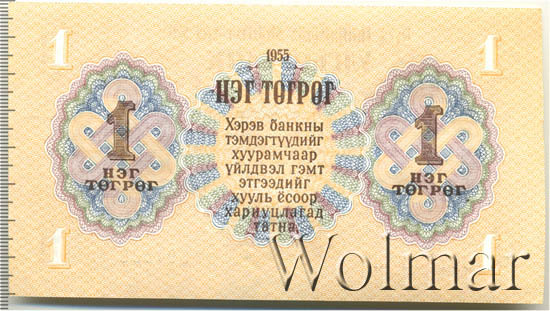 1
1
1955
НЭГ ТӨГРӨГ
1
НЭГ
ТӨГРӨГ
Хэрэв банкны
тэмдэгтүүдийг
хуурамчаар
үйлдвэл гэмт
этгээдийг
хууль ёсоор
хариуцлагад
татна.
1
НЭГ
ТӨГРӨГ
1
1
Wolmar